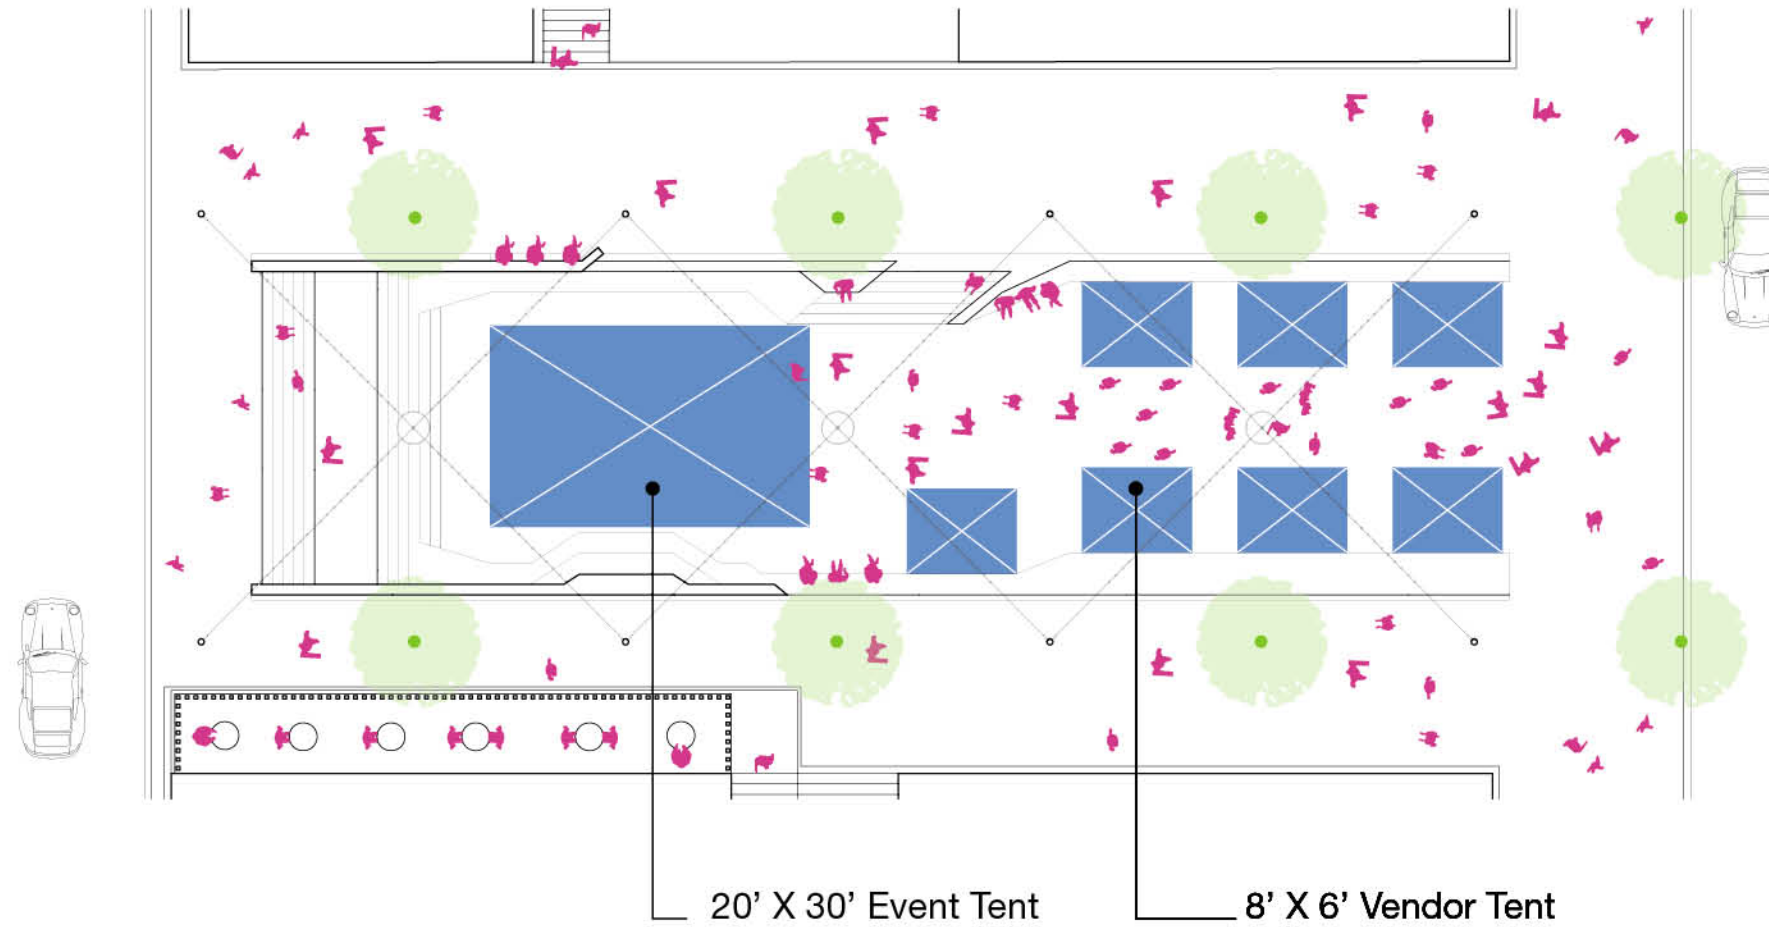 20’ X 30’ Event Tent
8’ X 6’ Vendor Tent